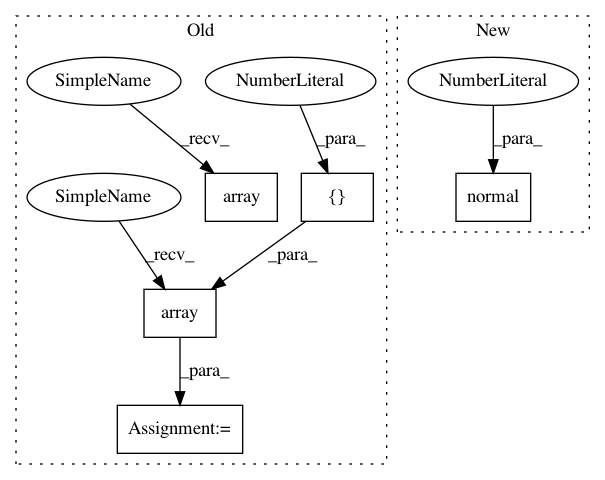 Old
New
SimpleName
NumberLiteral
NumberLiteral
_recv_
_para_
_para_
SimpleName
array
{}
normal
_recv_
_para_
array
_para_
Assignment:=